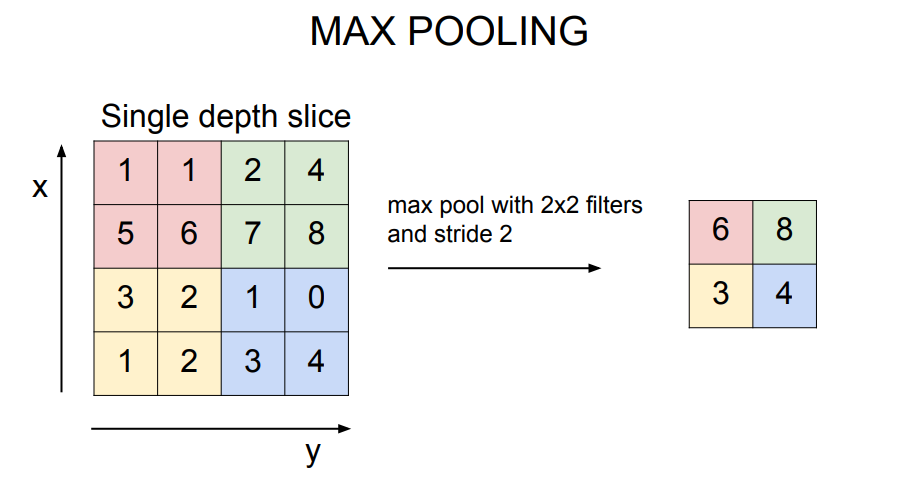 MAX POOLING
Single depth slice
x
1 1 2 4
5 6 7 8
3 2 1 0
1 2 3 4
y
max pool with 2x2 filters
and stride 2
6 8
3 4